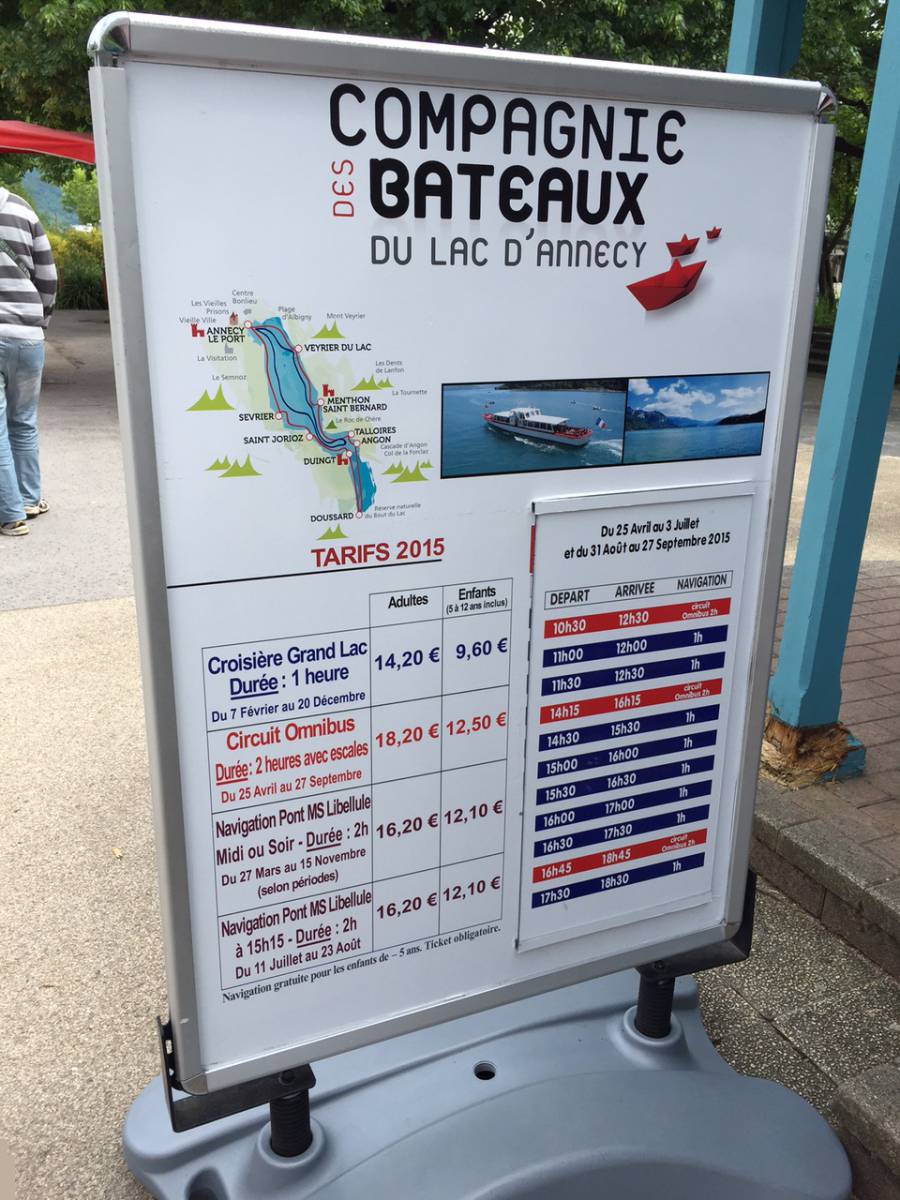 COMPAGNIE
DES
BATEAUX
DU LAC D'ANNECY
Centre
Bonlieu
Les Vieilles
Prisons
Vieille Ville
ANNECY
LE PORT
La Visitation
Plage
d'Albigny
Mont Veyrier
VEYRIER DU LAC
Le Semnoz
Les Dents
de Lanfon
La Tournette
MENTHON
SAINT BERNARD
Le Roc de Chère
SEVRIER
SAINT JORIOZ
TALLOIRES
ANGON
Cascade d'Angon
Col de la Forclaz
DUINGT
DOUSSARD
Réserve naturelle
du Bout du Lac
TARIFS 2015
Adultes
Enfants
(5 à 12 ans inclus)
Croisière Grand Lac
Durée : 1 heure
Du 7 Février au 20 Décembre
14,20 €
9,60 €
Circuit Omnibus
Durée : 2 heures avec escales
Du 25 Avril au 27 Septembre
18,20 €
12,50 €
Navigation Pont MS Libellule
Midi ou Soir - Durée : 2h
Du 27 Mars au 15 Novembre
(selon périodes)
16,20 €
12,10 €
Navigation Pont MS Libellule
à 15h15 - Durée : 2h
Du 11 Juillet au 23 Août
16,20 €
12,10 €
Navigation gratuite pour les enfants de – 5 ans. Ticket obligatoire.
Du 25 Avril au 3 Juillet
et du 31 Août au 27 Septembre 2015
DEPART ARRIVEE NAVIGATION
10h30 12h30 circuit Omnibus 2h
11h00 12h00 1h
11h30 12h30 1h
14h15 16h15 circuit Omnibus 2h
14h30 15h30 1h
15h00 16h00 1h
15h30 16h30 1h
16h00 17h00 1h
16h30 17h30 1h
16h45 18h45 circuit Omnibus 2h
17h30 18h30 1h